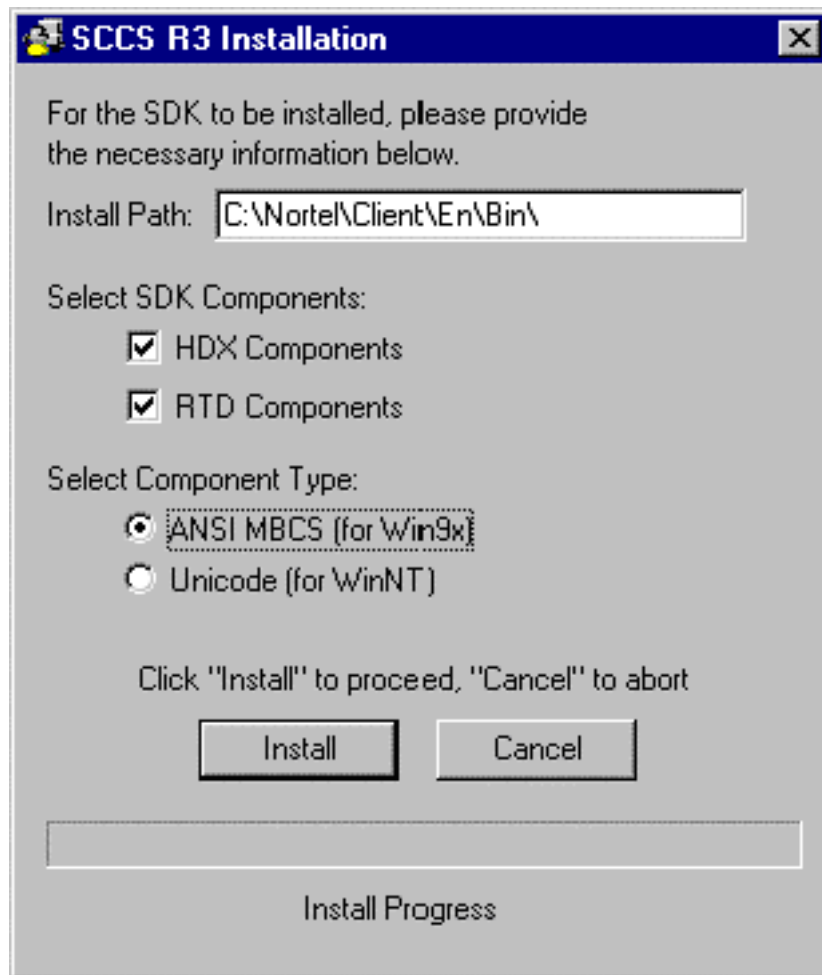 SCCS R3 Installation
For the SDK to be installed, please provide
the necessary information below.
Install Path: C:\Nortel\Client\En\Bin\
Select SDK Components:
HDX Components
RTD Components
Select Component Type:
ANSI MBCS (for Win9x)
Unicode (for WinNT)
Click "Install" to proceed, "Cancel" to abort
Install Cancel
Install Progress